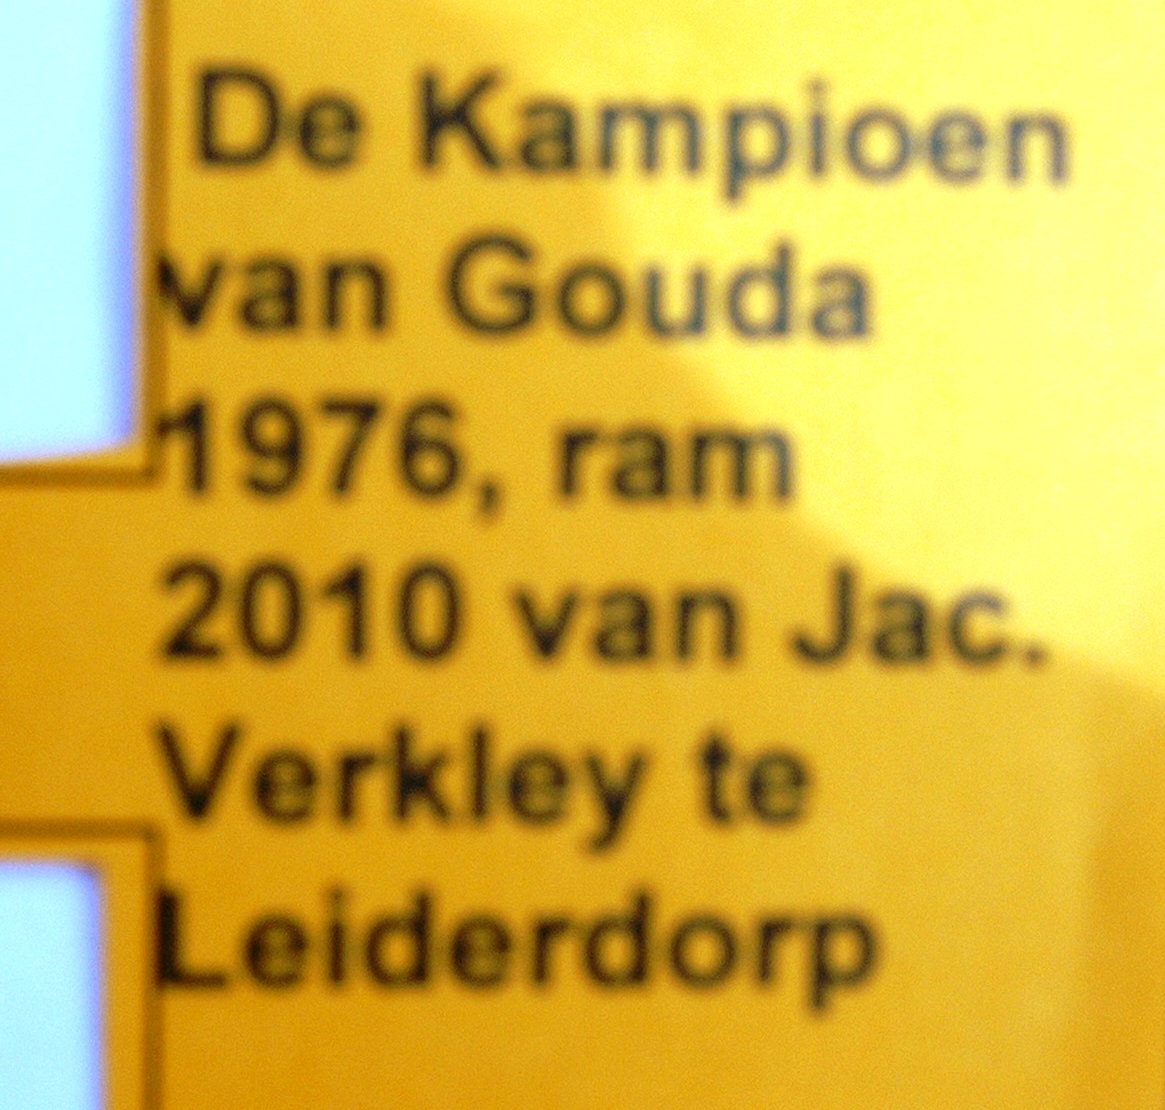 De Kampioen
van Gouda
1976, ram
2010 van Jac.
Verkley te
Leiderdorp